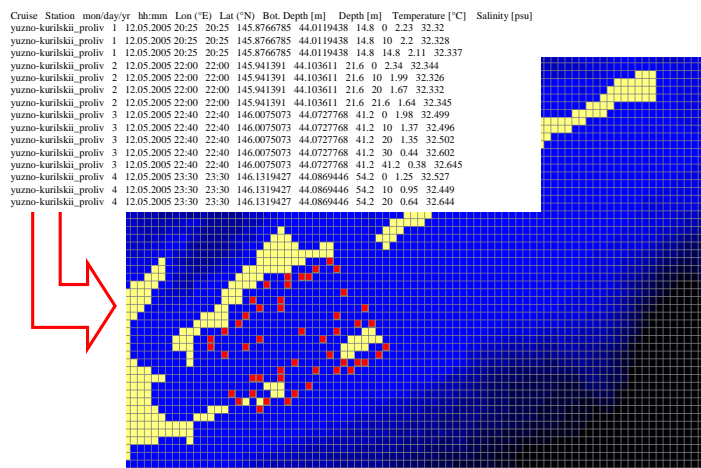 Cruise Station mon/day/yr hh:mm Lon (°E) Lat (°N) Bot. Depth [m] Depth [m] Temperature [°C] Salinity [psu]
yuzno-kurilskii_proliv 1 12.05.2005 20:25 20:25 145.8766785 44.0119438 14.8 0 2.23 32.32
yuzno-kurilskii_proliv 1 12.05.2005 20:25 20:25 145.8766785 44.0119438 14.8 10 2.2 32.328
yuzno-kurilskii_proliv 1 12.05.2005 20:25 20:25 145.8766785 44.0119438 14.8 14.8 2.11 32.337
yuzno-kurilskii_proliv 2 12.05.2005 22:00 22:00 145.941391 44.103611 21.6 0 2.34 32.344
yuzno-kurilskii_proliv 2 12.05.2005 22:00 22:00 145.941391 44.103611 21.6 10 1.99 32.326
yuzno-kurilskii_proliv 2 12.05.2005 22:00 22:00 145.941391 44.103611 21.6 20 1.67 32.332
yuzno-kurilskii_proliv 2 12.05.2005 22:00 22:00 145.941391 44.103611 21.6 21.6 1.64 32.345
yuzno-kurilskii_proliv 3 12.05.2005 22:40 22:40 146.0075073 44.0727768 41.2 0 1.98 32.499
yuzno-kurilskii_proliv 3 12.05.2005 22:40 22:40 146.0075073 44.0727768 41.2 10 1.37 32.496
yuzno-kurilskii_proliv 3 12.05.2005 22:40 22:40 146.0075073 44.0727768 41.2 20 1.35 32.502
yuzno-kurilskii_proliv 3 12.05.2005 22:40 22:40 146.0075073 44.0727768 41.2 30 0.44 32.602
yuzno-kurilskii_proliv 3 12.05.2005 22:40 22:40 146.0075073 44.0727768 41.2 41.2 0.38 32.645
yuzno-kurilskii_proliv 4 12.05.2005 23:30 23:30 146.1319427 44.0869446 54.2 0 1.25 32.527
yuzno-kurilskii_proliv 4 12.05.2005 23:30 23:30 146.1319427 44.0869446 54.2 10 0.95 32.449
yuzno-kurilskii_proliv 4 12.05.2005 23:30 23:30 146.1319427 44.0869446 54.2 20 0.64 32.644